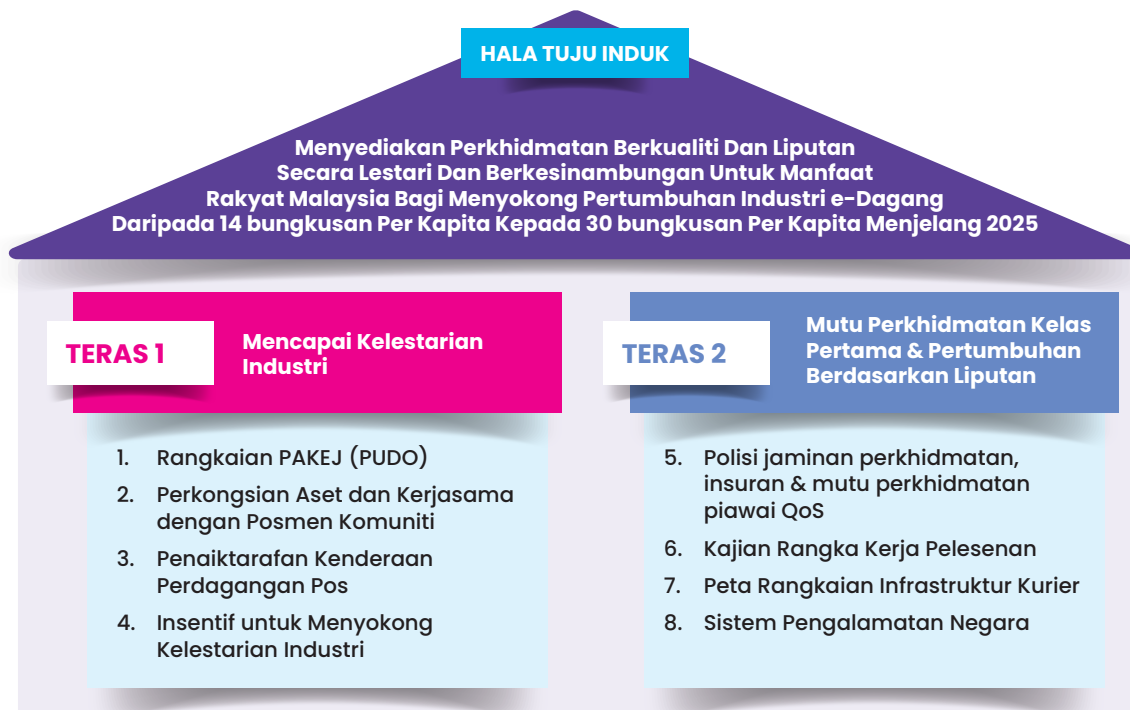 HALA TUJU INDUK
Menyediakan Perkhidmatan Berkualiti Dan Liputan
Secara Lestari Dan Berkesinambungan Untuk Manfaat
Rakyat Malaysia Bagi Menyokong Pertumbuhan Industri e-Dagang
Daripada 14 bungkusan Per Kapita Kepada 30 bungkusan Per Kapita Menjelang 2025
TERAS 1
Mencapai Kelestarian
Industri
1. Rangkaian PAKEJ (PUDO)
2. Perkongsian Aset dan Kerjasama
dengan Posmen Komuniti
3. Penaiktarafan Kenderaan
Perdagangan Pos
4. Insentif untuk Menyokong
Kelestarian Industri
TERAS 2
Mutu Perkhidmatan Kelas
Pertama & Pertumbuhan
Berdasarkan Liputan
5. Polisi jaminan perkhidmatan,
insuran & mutu perkhidmatan
piawai QoS
6. Kajian Rangka Kerja Pelesenan
7. Peta Rangkaian Infrastruktur Kurier
8. Sistem Pengalamatan Negara